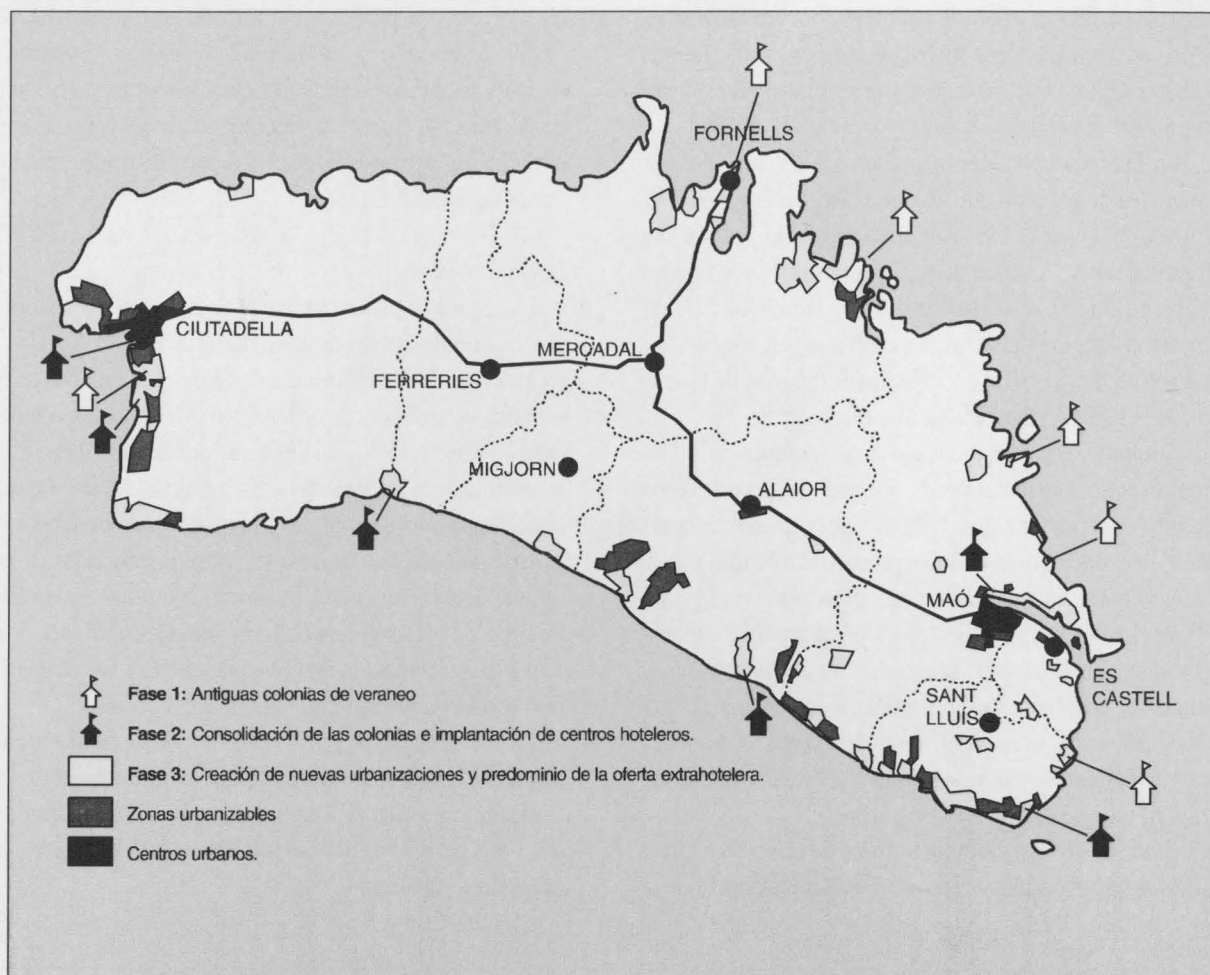 FORNELLS
CIUTADELLA
MERCADAL
FERRERIES
MIGJORN
ALAIOR
MAÓ
ES
CASTELL
SANT
LLUÍS
Fase 1: Antiguas colonias de veraneo
Fase 2: Consolidación de las colonias e implantación de centros hoteleros.
Fase 3: Creación de nuevas urbanizaciones y predominio de la oferta extrahotelera.
Zonas urbanizables
Centros urbanos.